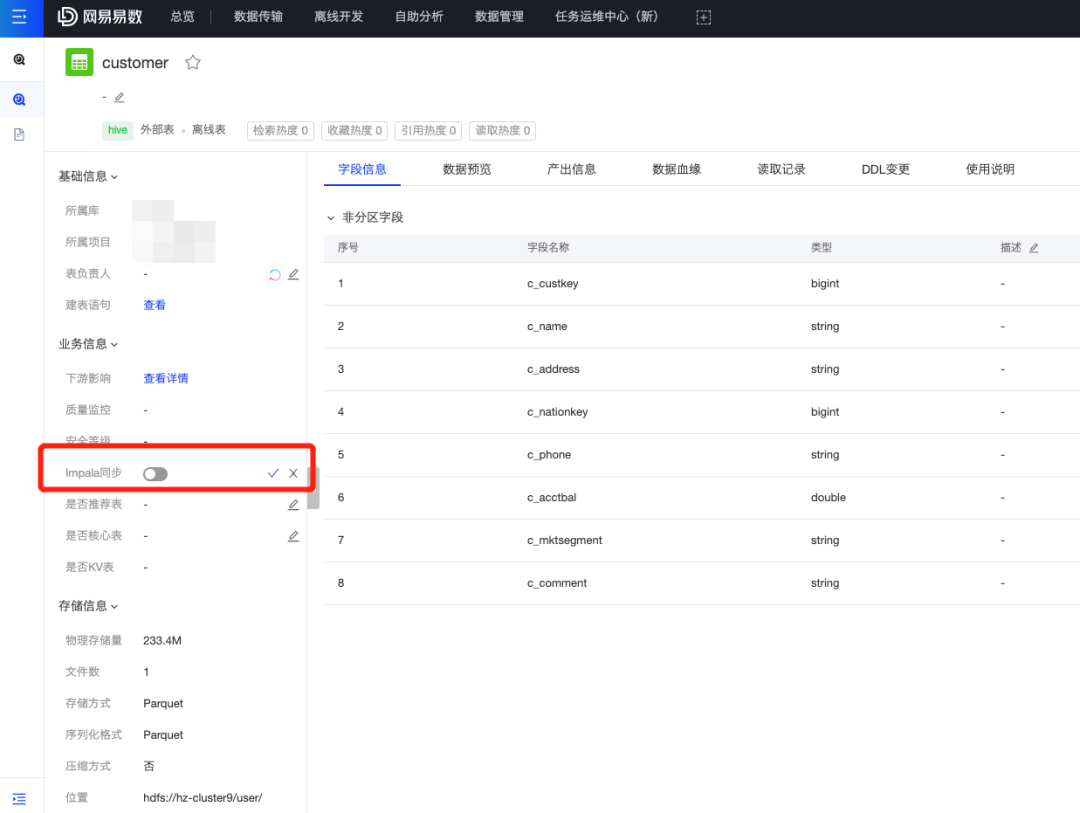 网易易数 总览 数据传输 离线开发 自助分析 数据管理 任务运维中心（新）
customer
-
hive 外部表 离线表 检索热度 0 收藏热度 0 引用热度 0 读取热度 0
基础信息
所属库
所属项目
表负责人 -
建表语句 查看
业务信息
下游影响 查看详情
质量监控 -
安全等级 -
Impala同步
是否推荐表 -
是否核心表 -
是否KV表 -
存储信息
物理存储量 233.4M
文件数 1
存储方式 Parquet
序列化格式 Parquet
压缩方式 否
位置 hdfs://hz-cluster9/user/
字段信息 数据预览 产出信息 数据血缘 读取记录 DDL变更 使用说明
非分区字段
序号 字段名称 类型 描述
1 c_custkey bigint -
2 c_name string -
3 c_address string -
4 c_nationkey bigint -
5 c_phone string -
6 c_acctbal double -
7 c_mktsegment string -
8 c_comment string -